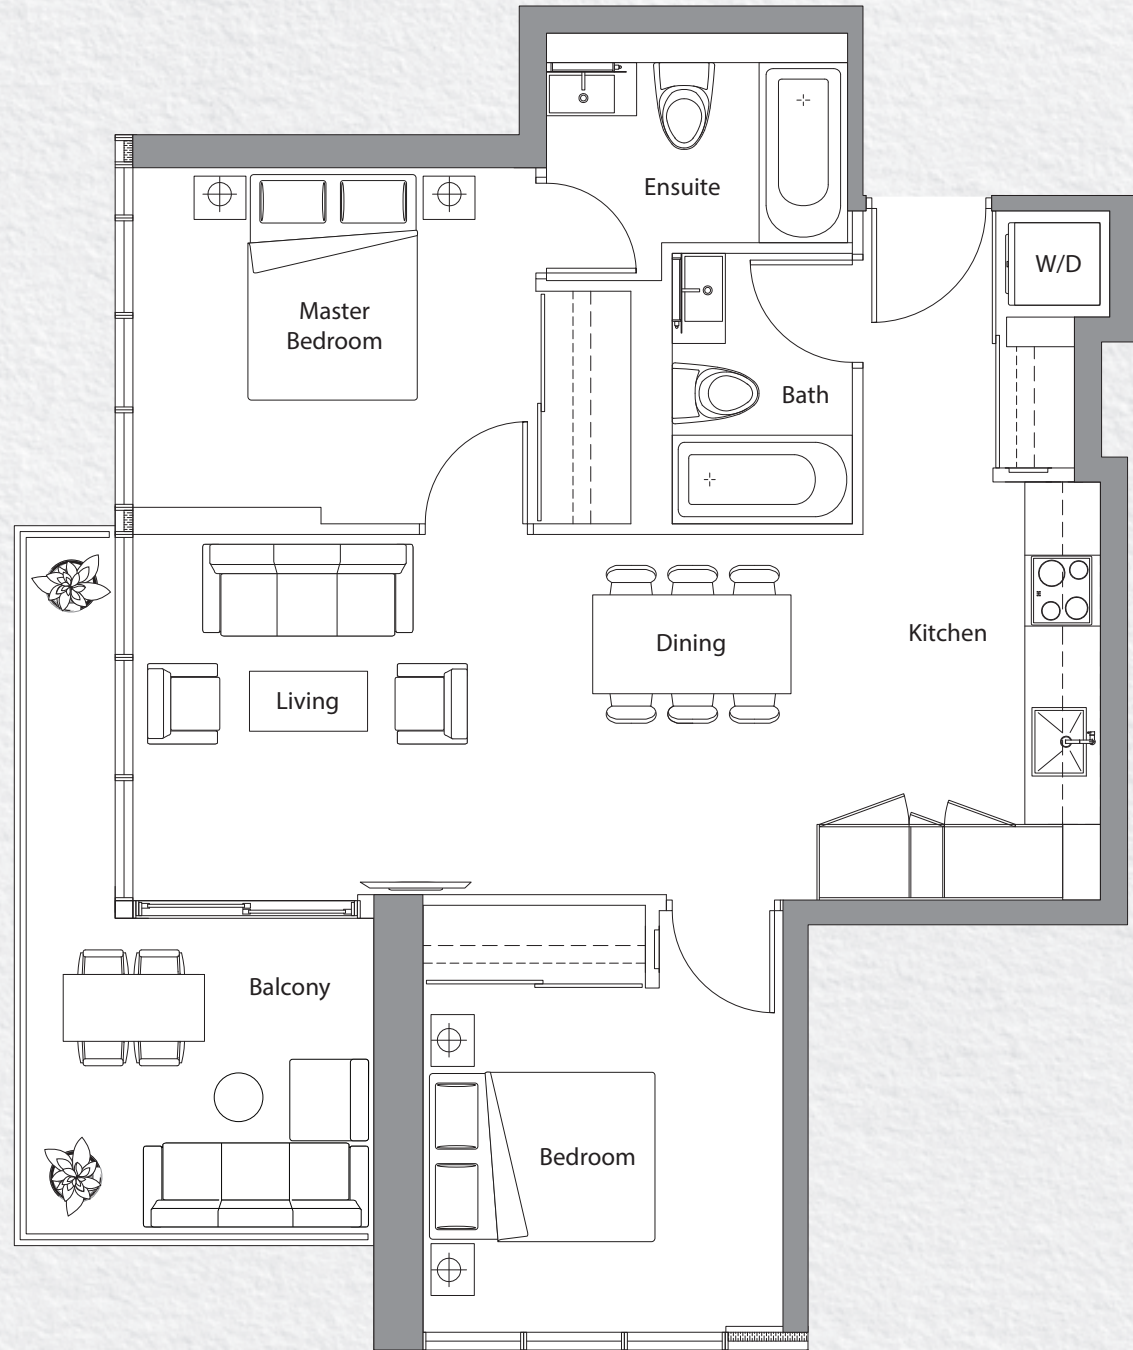 Ensuite
W/D
Master
Bedroom
Bath
Kitchen
Dining
Living
Balcony
Bedroom